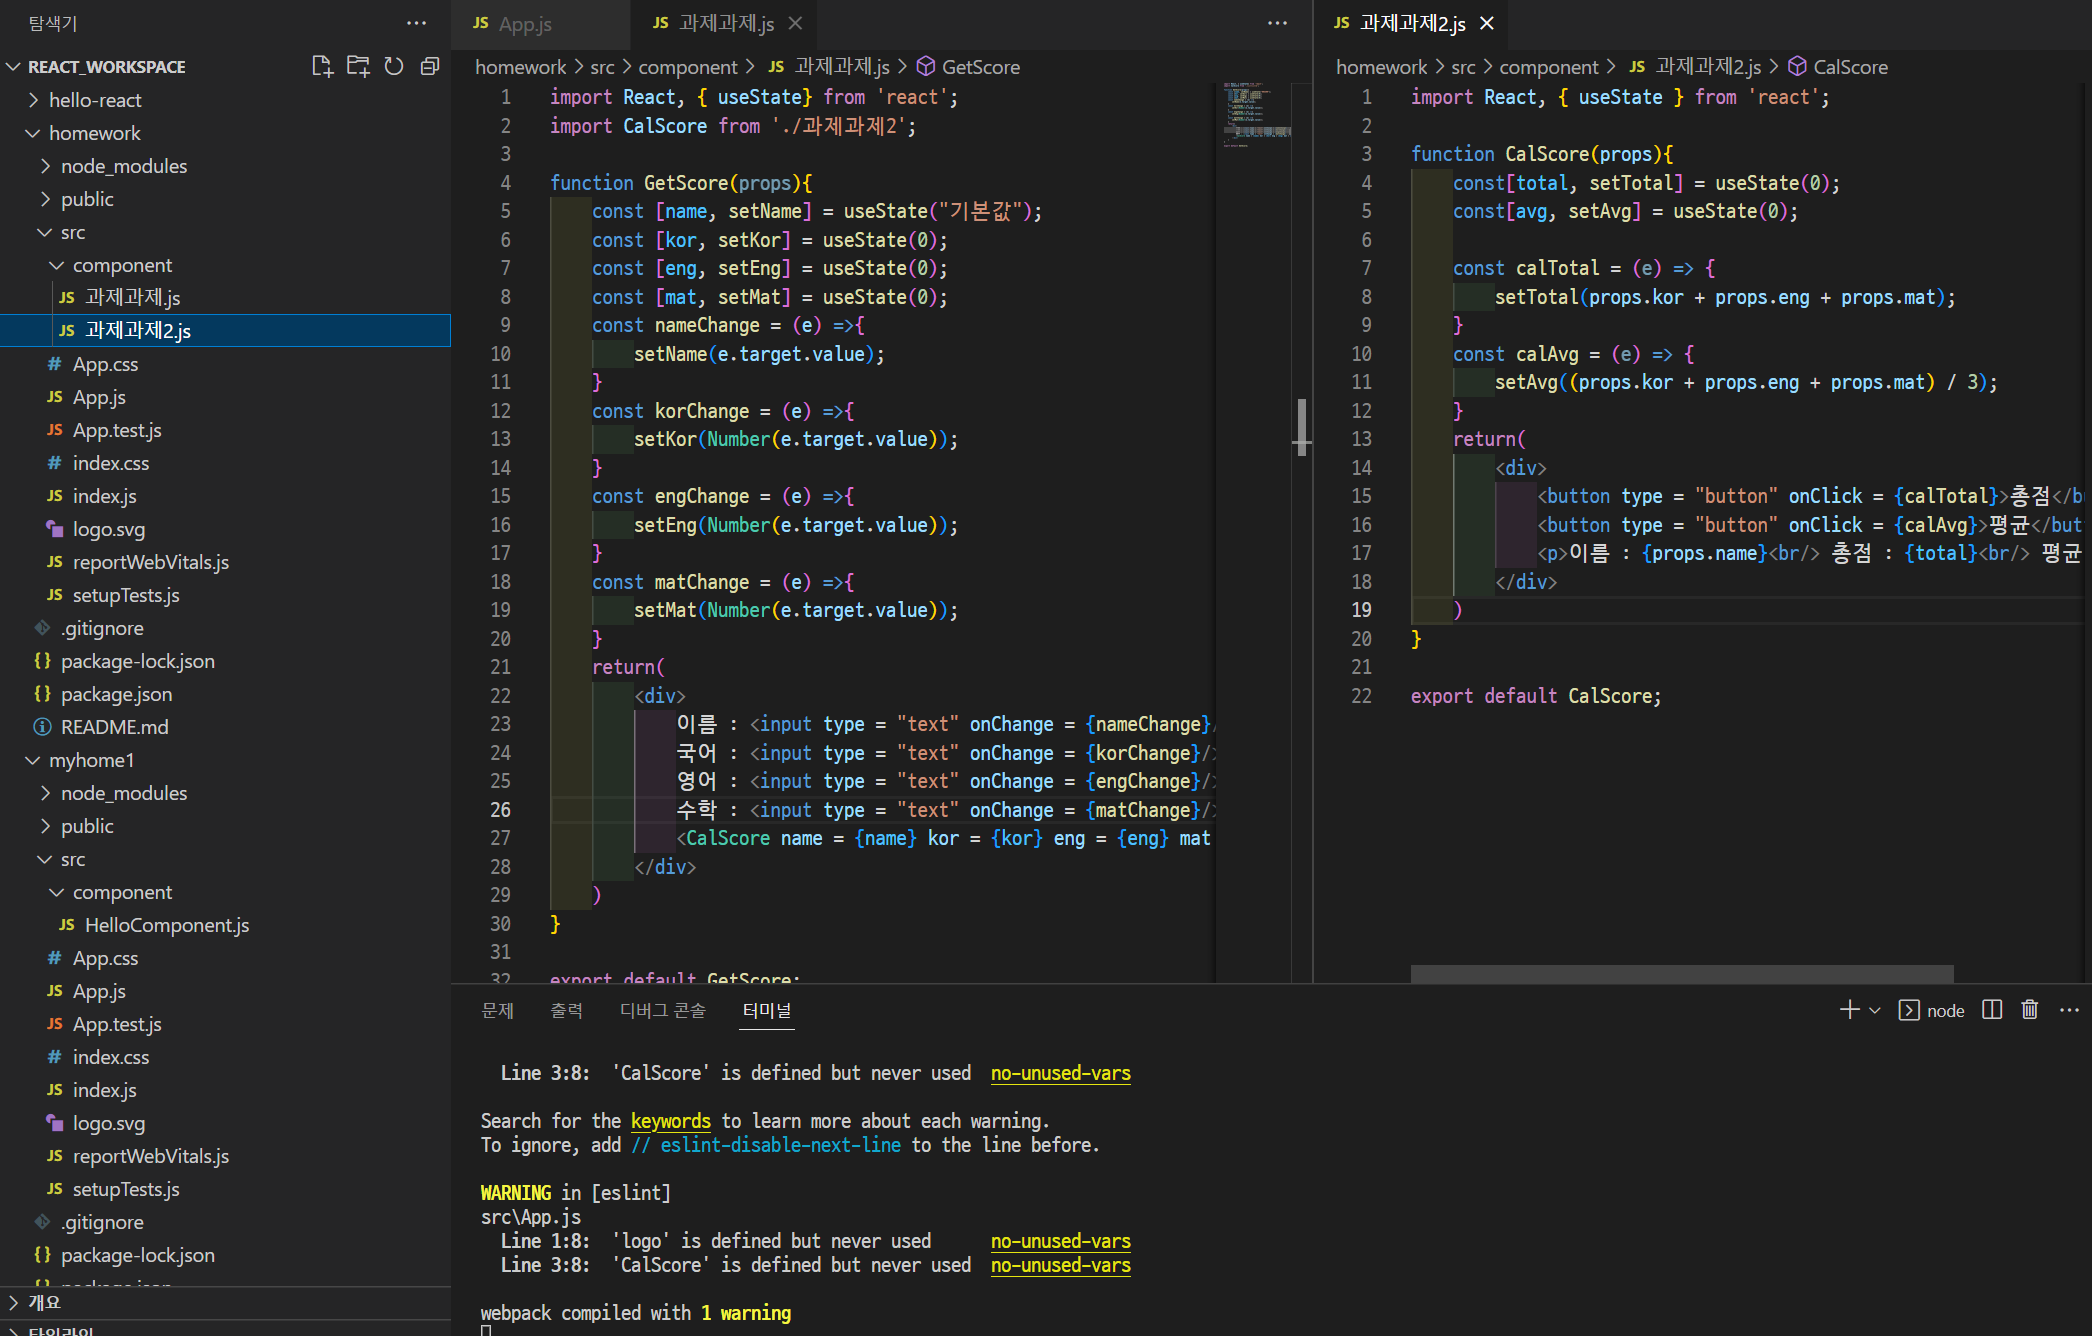 탐색기 ···
REACT_WORKSPACE
hello-react
homework
node_modules
public
src
component
JS 과제과제.js
JS 과제과제2.js
# App.css
JS App.js
JS App.test.js
# index.css
JS index.js
logo.svg
JS reportWebVitals.js
JS setupTests.js
.gitignore
{} package-lock.json
{} package.json
README.md
myhome1
node_modules
public
src
component
JS HelloComponent.js
# App.css
JS App.js
JS App.test.js
# index.css
JS index.js
logo.svg
JS reportWebVitals.js
JS setupTests.js
.gitignore
{} package-lock.json
{} package.json
개요
타임라인
JS App.js
JS 과제과제.js ×
homework > src > component > JS 과제과제.js > GetScore
1 import React, { useState} from 'react';
2 import CalScore from './과제과제2';
3
4 function GetScore(props){
5 const [name, setName] = useState("기본값");
6 const [kor, setKor] = useState(0);
7 const [eng, setEng] = useState(0);
8 const [mat, setMat] = useState(0);
9 const nameChange = (e) =>{
10 setName(e.target.value);
11 }
12 const korChange = (e) =>{
13 setKor(Number(e.target.value));
14 }
15 const engChange = (e) =>{
16 setEng(Number(e.target.value));
17 }
18 const matChange = (e) =>{
19 setMat(Number(e.target.value));
20 }
21 return(
22 <div>
23 이름 : <input type = "text" onChange = {nameChange}/
24 국어 : <input type = "text" onChange = {korChange}/>
25 영어 : <input type = "text" onChange = {engChange}/>
26 수학 : <input type = "text" onChange = {matChange}/>
27 <CalScore name = {name} kor = {kor} eng = {eng} mat
28 </div>
29 )
30 }
31
32 export default GetScore;
JS 과제과제2.js ×
homework > src > component > JS 과제과제2.js > CalScore
1 import React, { useState } from 'react';
2
3 function CalScore(props){
4 const[total, setTotal] = useState(0);
5 const[avg, setAvg] = useState(0);
6
7 const calTotal = (e) => {
8 setTotal(props.kor + props.eng + props.mat);
9 }
10 const calAvg = (e) => {
11 setAvg((props.kor + props.eng + props.mat) / 3);
12 }
13 return(
14 <div>
15 <button type = "button" onClick = {calTotal}>총점</bu
16 <button type = "button" onClick = {calAvg}>평균</but
17 <p>이름 : {props.name}<br/> 총점 : {total}<br/> 평균
18 </div>
19 )
20 }
21
22 export default CalScore;
문제 출력 디버그 콘솔 터미널
node
Line 3:8: 'CalScore' is defined but never used no-unused-vars
Search for the keywords to learn more about each warning.
To ignore, add // eslint-disable-next-line to the line before.
WARNING in [eslint]
src\App.js
Line 1:8: 'logo' is defined but never used no-unused-vars
Line 3:8: 'CalScore' is defined but never used no-unused-vars
webpack compiled with 1 warning